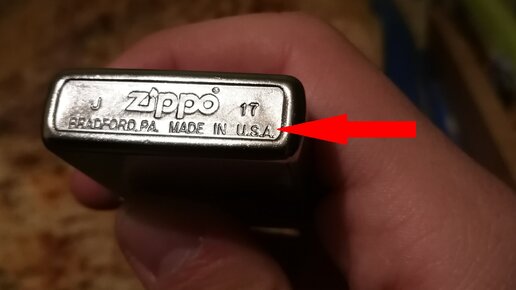 J zippo 17
BRADFORD, PA. MADE IN U.S.A.